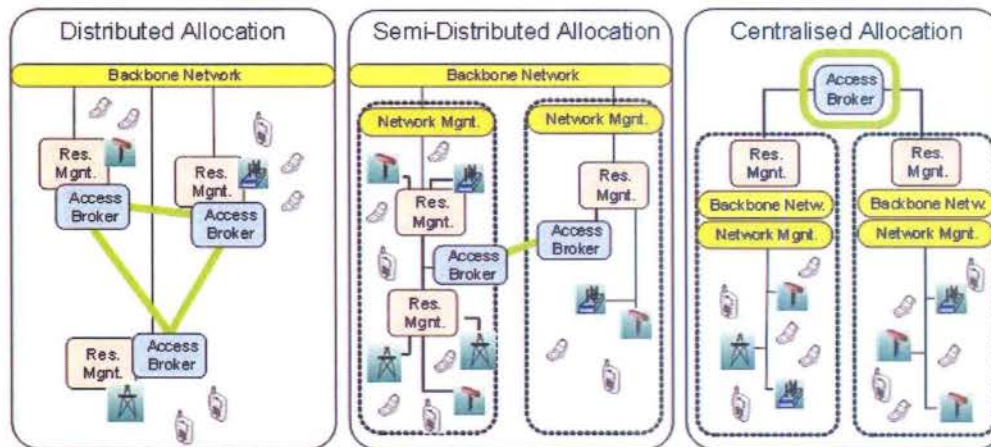 Distributed Allocation
Backbone Network
Res.
Mgnt.
Access
Broker
Res.
Mgnt.
Access
Broker
Res.
Mgnt.
Access
Broker
Semi-Distributed Allocation
Backbone Network
Network Mgnt.
Res.
Mgnt.
Access
Broker
Res.
Mgnt.
Network Mgnt.
Res.
Mgnt.
Access
Broker
Centralised Allocation
Access
Broker
Res.
Mgnt.
Backbone Netw.
Network Mgnt.
Res.
Mgnt.
Backbone Netw.
Network Mgnt.